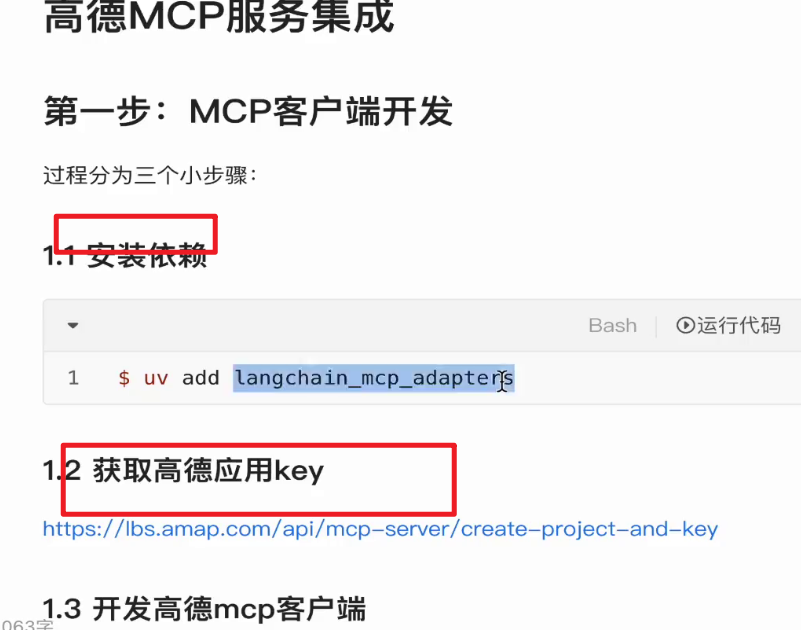 高德MCP服务集成
第一步：MCP客户端开发
过程分为三个小步骤：
1.1 安装依赖
Bash 运行代码
1 $ uv add langchain_mcp_adapters
1.2 获取高德应用key
https://lbs.amap.com/api/mcp-server/create-project-and-key
1.3 开发高德mcp客户端
063字